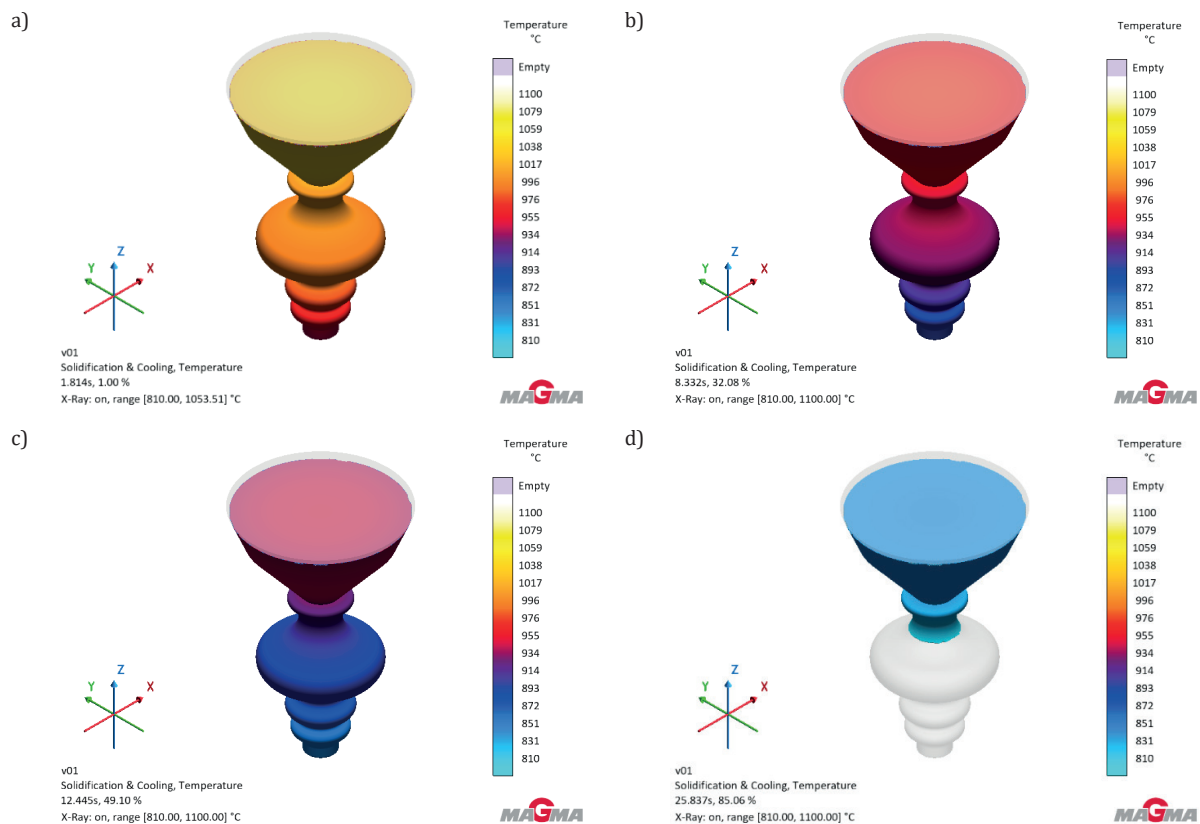 a)
Temperature
°C
Empty
1100
1079
1059
1038
1017
996
976
955
934
914
893
872
851
831
810
Z
Y
X
v01
Solidification & Cooling, Temperature
1.814s, 1.00 %
X-Ray: on, range [810.00, 1053.51] °C
MAGMA
b)
Temperature
°C
Empty
1100
1079
1059
1038
1017
996
976
955
934
914
893
872
851
831
810
Z
Y
X
v01
Solidification & Cooling, Temperature
8.332s, 32.08 %
X-Ray: on, range [810.00, 1100.00] °C
MAGMA
c)
Temperature
°C
Empty
1100
1079
1059
1038
1017
996
976
955
934
914
893
872
851
831
810
Z
Y
X
v01
Solidification & Cooling, Temperature
12.445s, 49.10 %
X-Ray: on, range [810.00, 1100.00] °C
MAGMA
d)
Temperature
°C
Empty
1100
1079
1059
1038
1017
996
976
955
934
914
893
872
851
831
810
Z
Y
X
v01
Solidification & Cooling, Temperature
25.837s, 85.06 %
X-Ray: on, range [810.00, 1100.00] °C
MAGMA